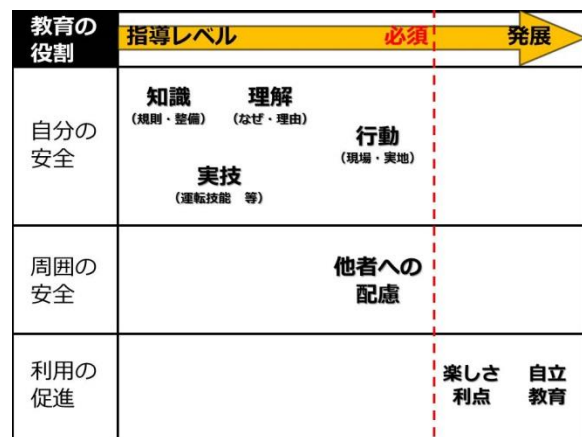 教育の
役割
指導レベル 必須 発展
自分の
安全
知識 理解
(規則・整備) (なぜ・理由)
行動
(現場・実地)
実技
(運転技能 等)
周囲の
安全
他者への
配慮
利用の
促進
楽しさ 自立
利点 教育